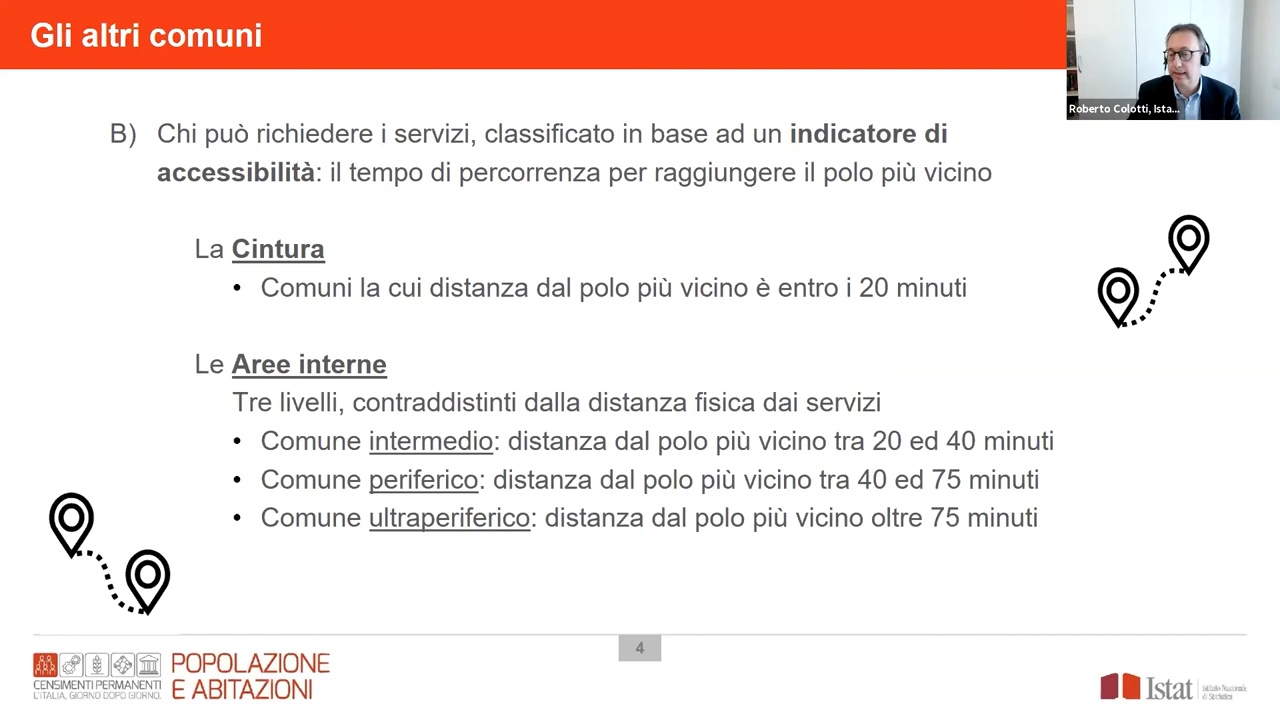 Gli altri comuni
Roberto Colotti, Ista...
B) Chi può richiedere i servizi, classificato in base ad un indicatore di
accessibilità: il tempo di percorrenza per raggiungere il polo più vicino
La Cintura
• Comuni la cui distanza dal polo più vicino è entro i 20 minuti
Le Aree interne
Tre livelli, contraddistinti dalla distanza fisica dai servizi
• Comune intermedio: distanza dal polo più vicino tra 20 ed 40 minuti
• Comune periferico: distanza dal polo più vicino tra 40 ed 75 minuti
• Comune ultraperiferico: distanza dal polo più vicino oltre 75 minuti
4
POPOLAZIONE
E ABITAZIONI
CENSIMENTI PERMANENTI
L'ITALIA, GIORNO DOPO GIORNO.
Istat
Istituto Nazionale
di Statistica